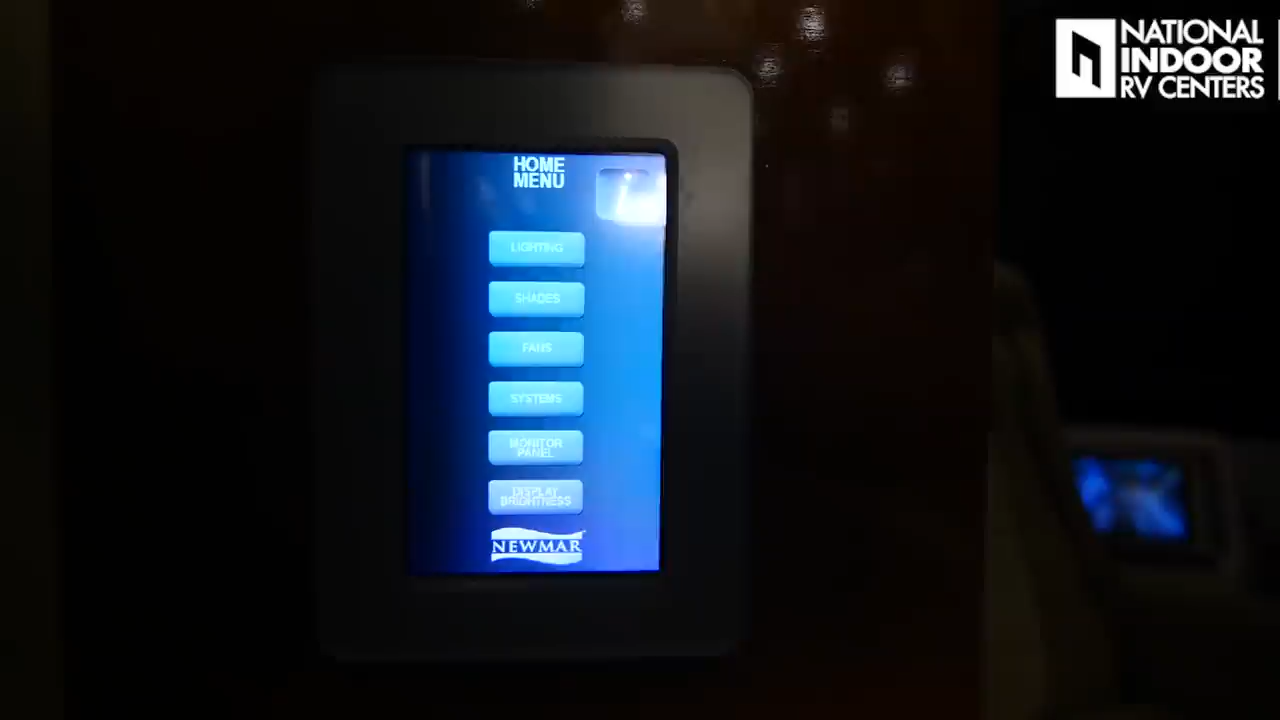 NATIONAL
INDOOR
RV CENTERS
HOME
MENU
LIGHTING
SHADES
FANS
SYSTEMS
MONITOR
PANEL
DISPLAY
BRIGHTNESS
NEWMAR